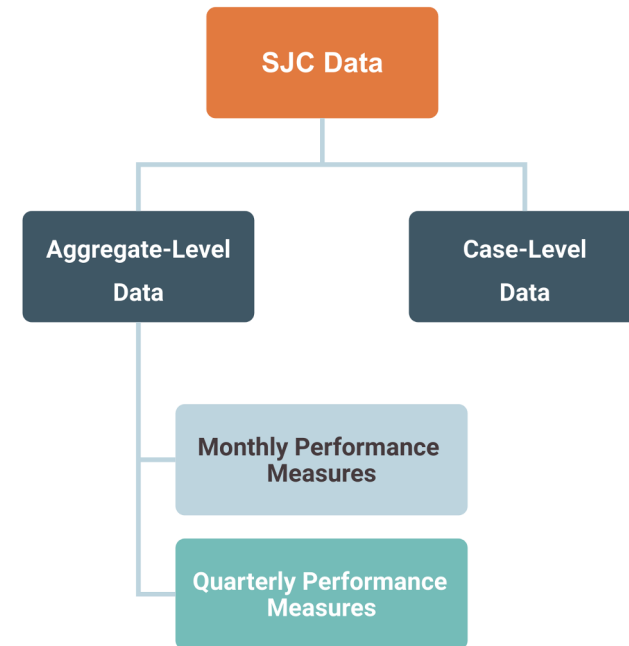 SJC Data
Aggregate-Level
Data
Case-Level
Data
Monthly Performance
Measures
Quarterly Performance
Measures